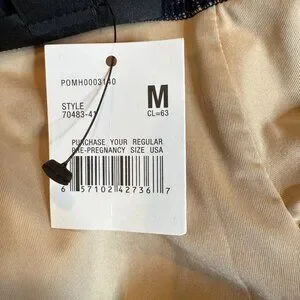 POMH0003140
STYLE
M
70483-41
CL=63
PURCHASE YOUR REGULAR
PRE-PREGNANCY SIZE USA
6 57102 42736 7